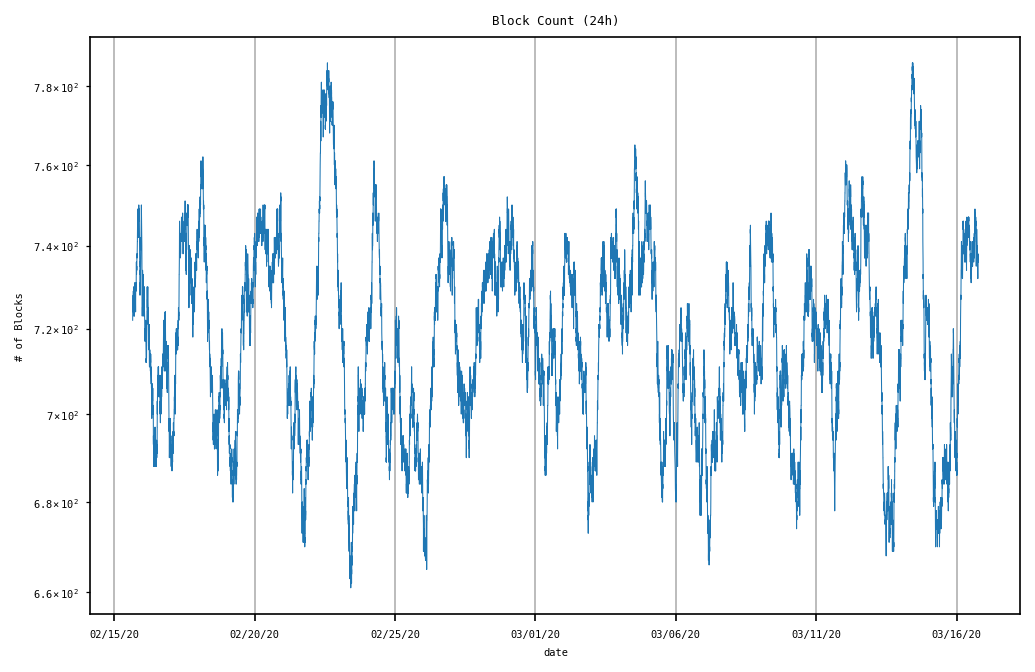 Block Count (24h)
# of Blocks
7.8×10²
7.6×10²
7.4×10²
7.2×10²
7×10²
6.8×10²
6.6×10²
02/15/20 02/20/20 02/25/20 03/01/20 03/06/20 03/11/20 03/16/20
date